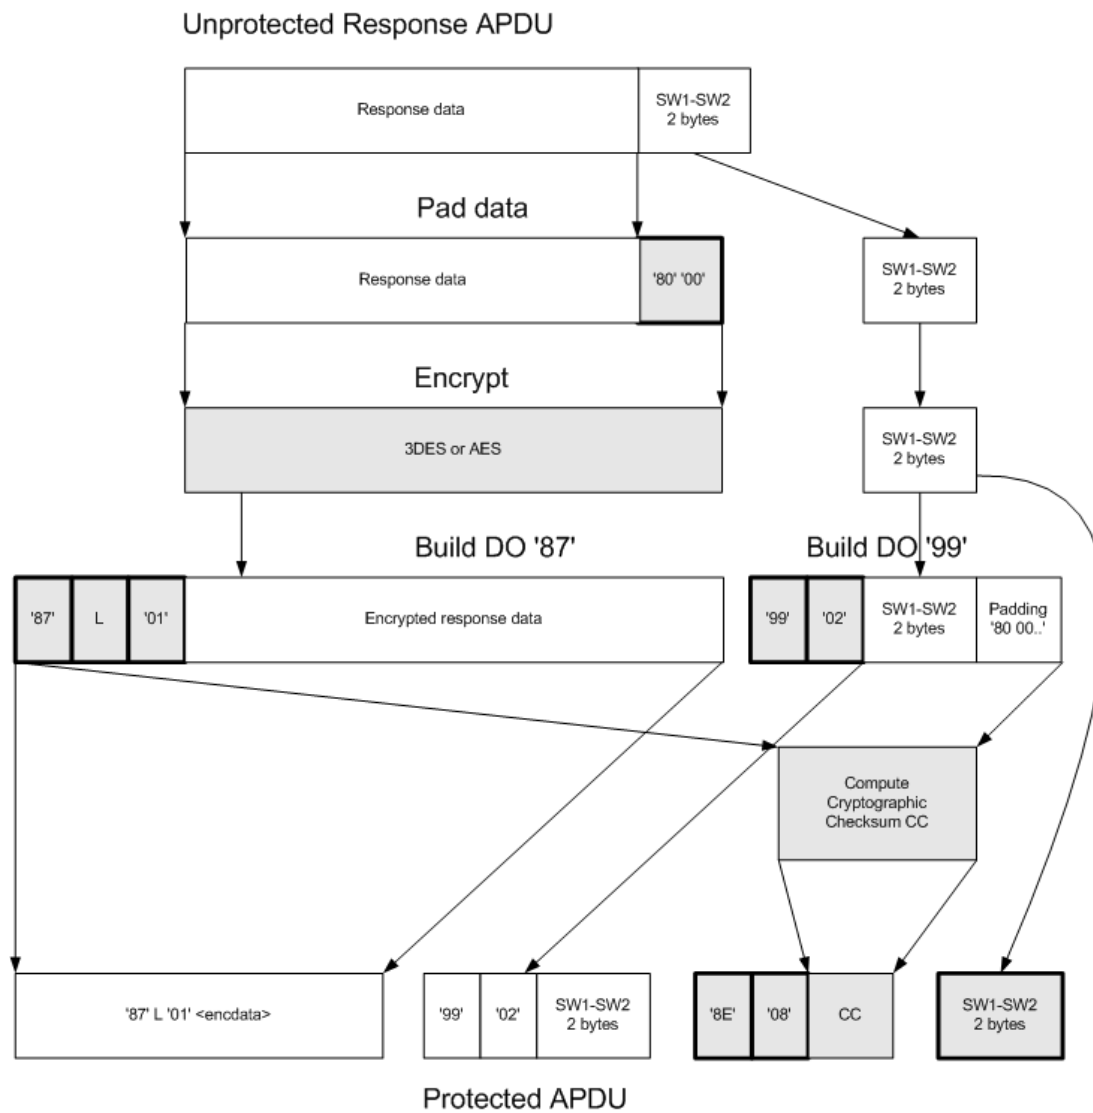 Unprotected Response APDU
Response data
SW1-SW2
2 bytes
Pad data
Response data
'80' '00'
SW1-SW2
2 bytes
Encrypt
3DES or AES
SW1-SW2
2 bytes
Build DO '87'
Build DO '99'
'87'
L
'01'
Encrypted response data
'99'
'02'
SW1-SW2
2 bytes
Padding
'80 00..'
Compute
Cryptographic
Checksum CC
'87' L '01' <encdata>
'99'
'02'
SW1-SW2
2 bytes
'8E'
'08'
CC
SW1-SW2
2 bytes
Protected APDU